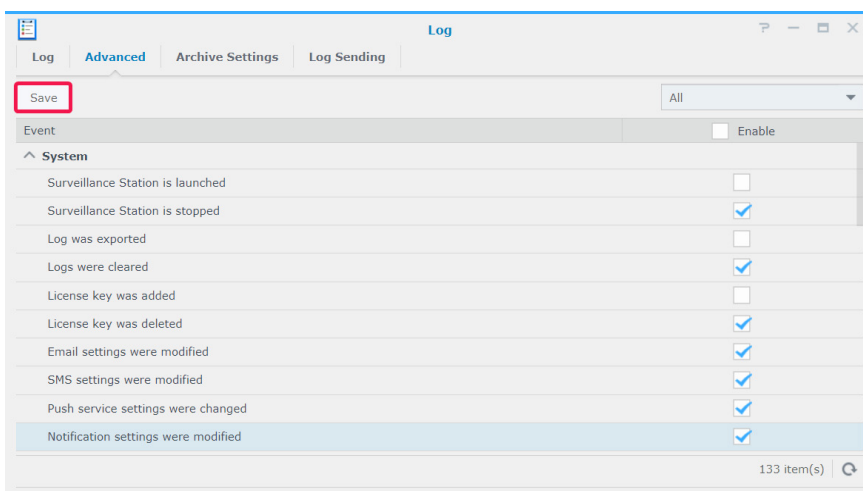 Log
Log Advanced Archive Settings Log Sending
Save All
Event Enable
System
Surveillance Station is launched
Surveillance Station is stopped
Log was exported
Logs were cleared
License key was added
License key was deleted
Email settings were modified
SMS settings were modified
Push service settings were changed
Notification settings were modified
133 item(s)